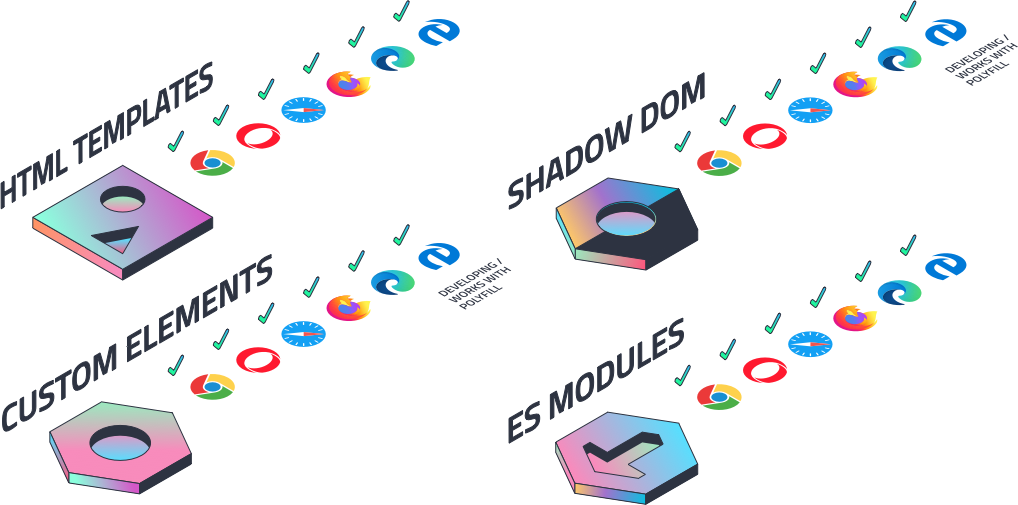 HTML TEMPLATES
SHADOW DOM
DEVELOPING /
WORKS WITH
POLYFILL
CUSTOM ELEMENTS
DEVELOPING /
WORKS WITH
POLYFILL
ES MODULES